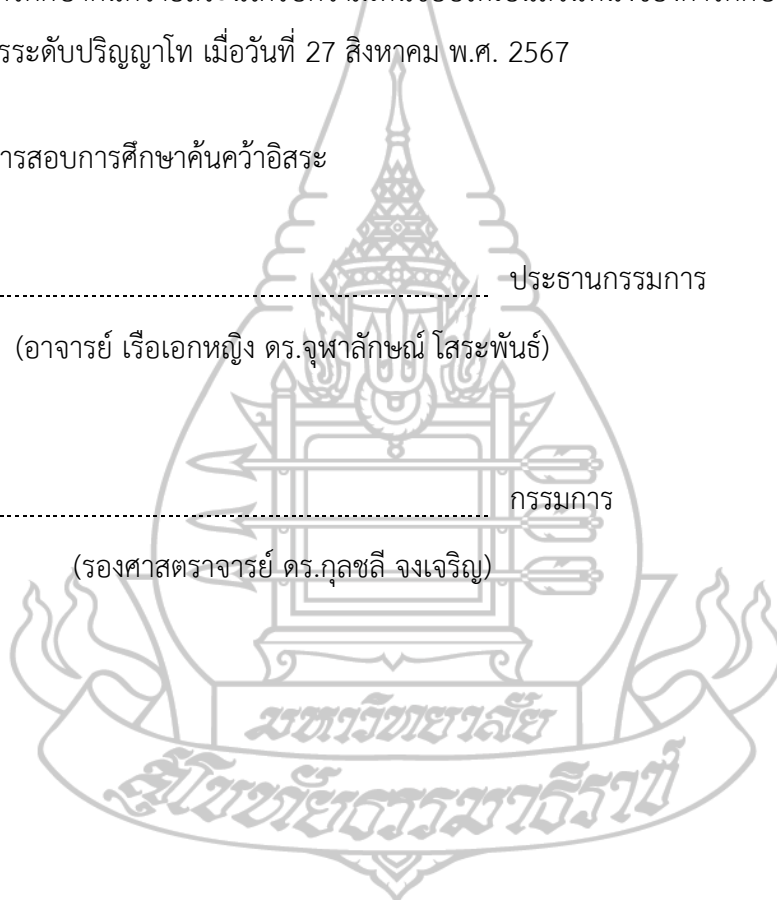 รระดับปริญญาโท เมื่อวันที่ 27 สิงหาคม พ.ศ. 2567
ารสอบการศึกษาค้นคว้าอิสระ
ประธานกรรมการ
(อาจารย์ เรือเอกหญิง ดร.จุฬาลักษณ์ โสระพันธ์)
กรรมการ
(รองศาสตราจารย์ ดร.กุลชลี จงเจริญ)
มหาวิทยาลัย
สุโขทัยธรรมาธิราช